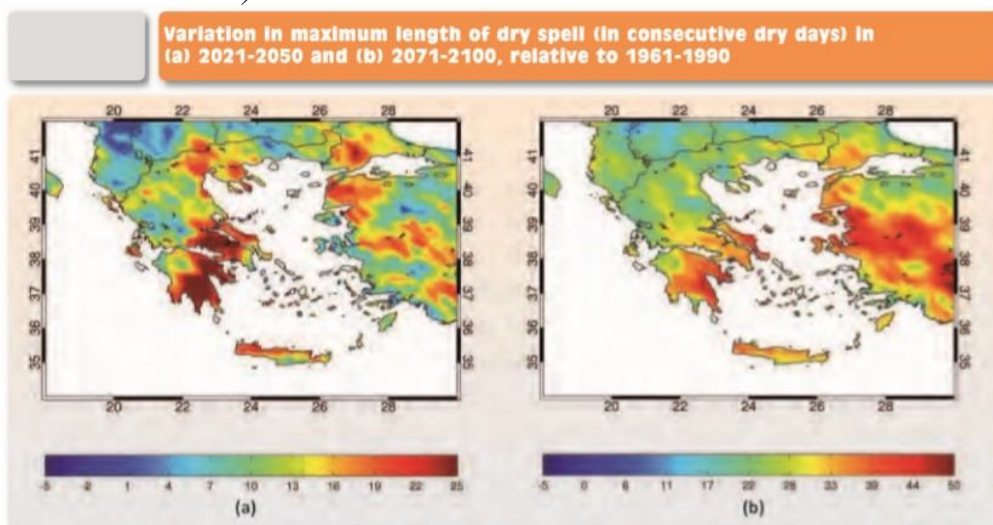 Variation in maximum length of dry spell (in consecutive dry days) in
(a) 2021-2050 and (b) 2071-2100, relative to 1961-1990
20 22 24 26 28
20 22 24 26 28
41 40 39 38 37 36 35
41 40 39 38 37 36 35
41 40 39 38 37 36 35
41 40 39 38 37 36 35
20 22 24 26 28
20 22 24 26 28
-5 -2 1 4 7 10 13 16 19 22 25
-5 0 6 11 17 22 28 33 39 44 50
(a)
(b)